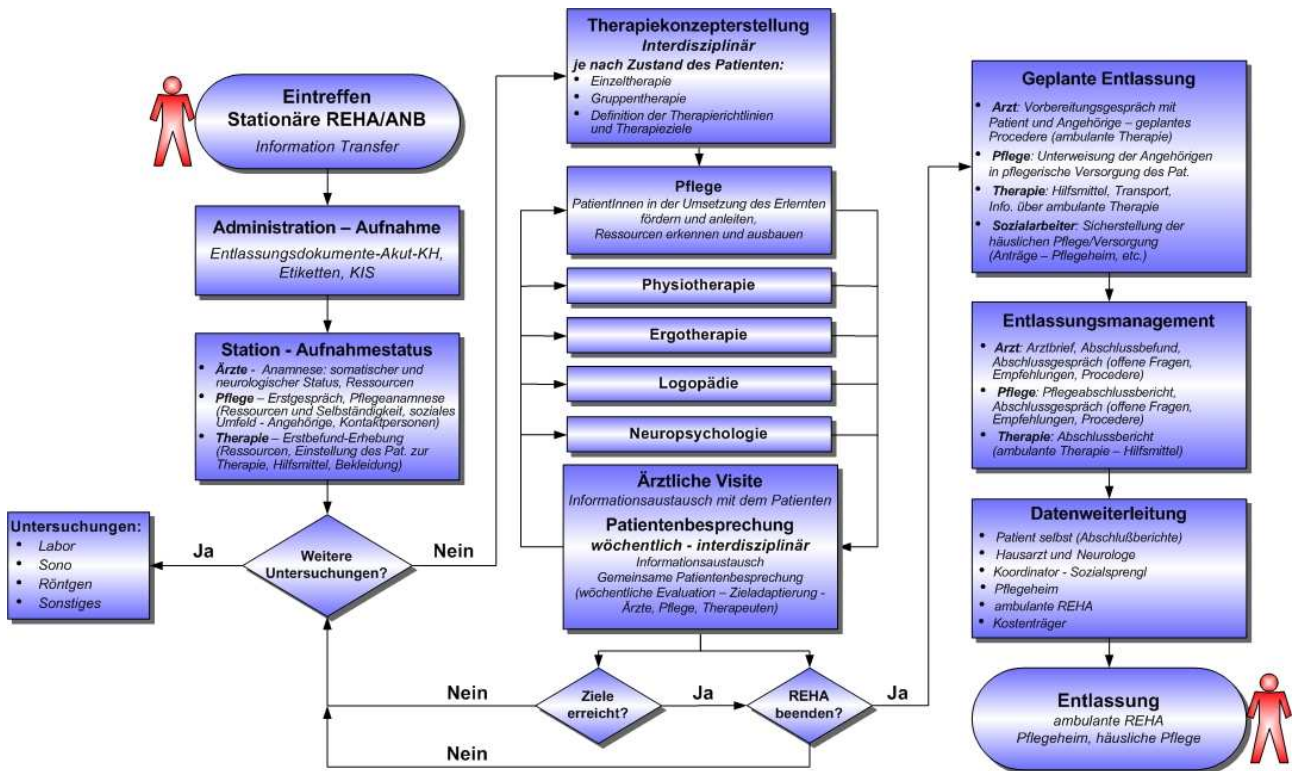 Eintreffen
Stationäre REHA/ANB
Information Transfer
Administration – Aufnahme
Entlassungsdokumente-Akut-KH,
Etiketten, KIS
Station - Aufnahmestatus
• Ärzte - Anamnese: somatischer und
neurologischer Status, Ressourcen
• Pflege – Erstgespräch, Pflegeanamnese
(Ressourcen und Selbständigkeit, soziales
Umfeld - Angehörige, Kontaktpersonen)
• Therapie – Erstbefund-Erhebung
(Ressourcen, Einstellung des Pat. zur
Therapie, Hilfsmittel, Bekleidung)
Weitere
Untersuchungen?
Ja
Nein
Untersuchungen:
• Labor
• Sono
• Röntgen
• Sonstiges
Therapiekonzepterstellung
Interdisziplinär
je nach Zustand des Patienten:
• Einzeltherapie
• Gruppentherapie
• Definition der Therapierichtlinien
und Therapieziele
Pflege
PatientInnen in der Umsetzung des Erlernten
fördern und anleiten,
Ressourcen erkennen und ausbauen
Physiotherapie
Ergotherapie
Logopädie
Neuropsychologie
Ärztliche Visite
Informationsaustausch mit dem Patienten
Patientenbesprechung
wöchentlich - interdisziplinär
Informationsaustausch
Gemeinsame Patientenbesprechung
(wöchentliche Evaluation – Zieladaptierung -
Ärzte, Pflege, Therapeuten)
Ziele
erreicht?
Nein
Ja
REHA
beenden?
Ja
Nein
Geplante Entlassung
• Arzt: Vorbereitungsgespräch mit
Patient und Angehörige – geplantes
Procedere (ambulante Therapie)
• Pflege: Unterweisung der Angehörigen
in pflegerische Versorgung des Pat.
• Therapie: Hilfsmittel, Transport,
Info. über ambulante Therapie
• Sozialarbeiter: Sicherstellung der
häuslichen Pflege/Versorgung
(Anträge – Pflegeheim, etc.)
Entlassungsmanagement
• Arzt: Arztbrief, Abschlussbefund,
Abschlussgespräch (offene Fragen,
Empfehlungen, Procedere)
• Pflege: Pflegeabschlussbericht,
Abschlussgespräch (offene Fragen,
Empfehlungen, Procedere)
• Therapie: Abschlussbericht
(ambulante Therapie – Hilfsmittel)
Datenweiterleitung
• Patient selbst (Abschlußberichte)
• Hausarzt und Neurologe
• Koordinator - Sozialsprengl
• Pflegeheim
• ambulante REHA
• Kostenträger
Entlassung
ambulante REHA
Pflegeheim, häusliche Pflege